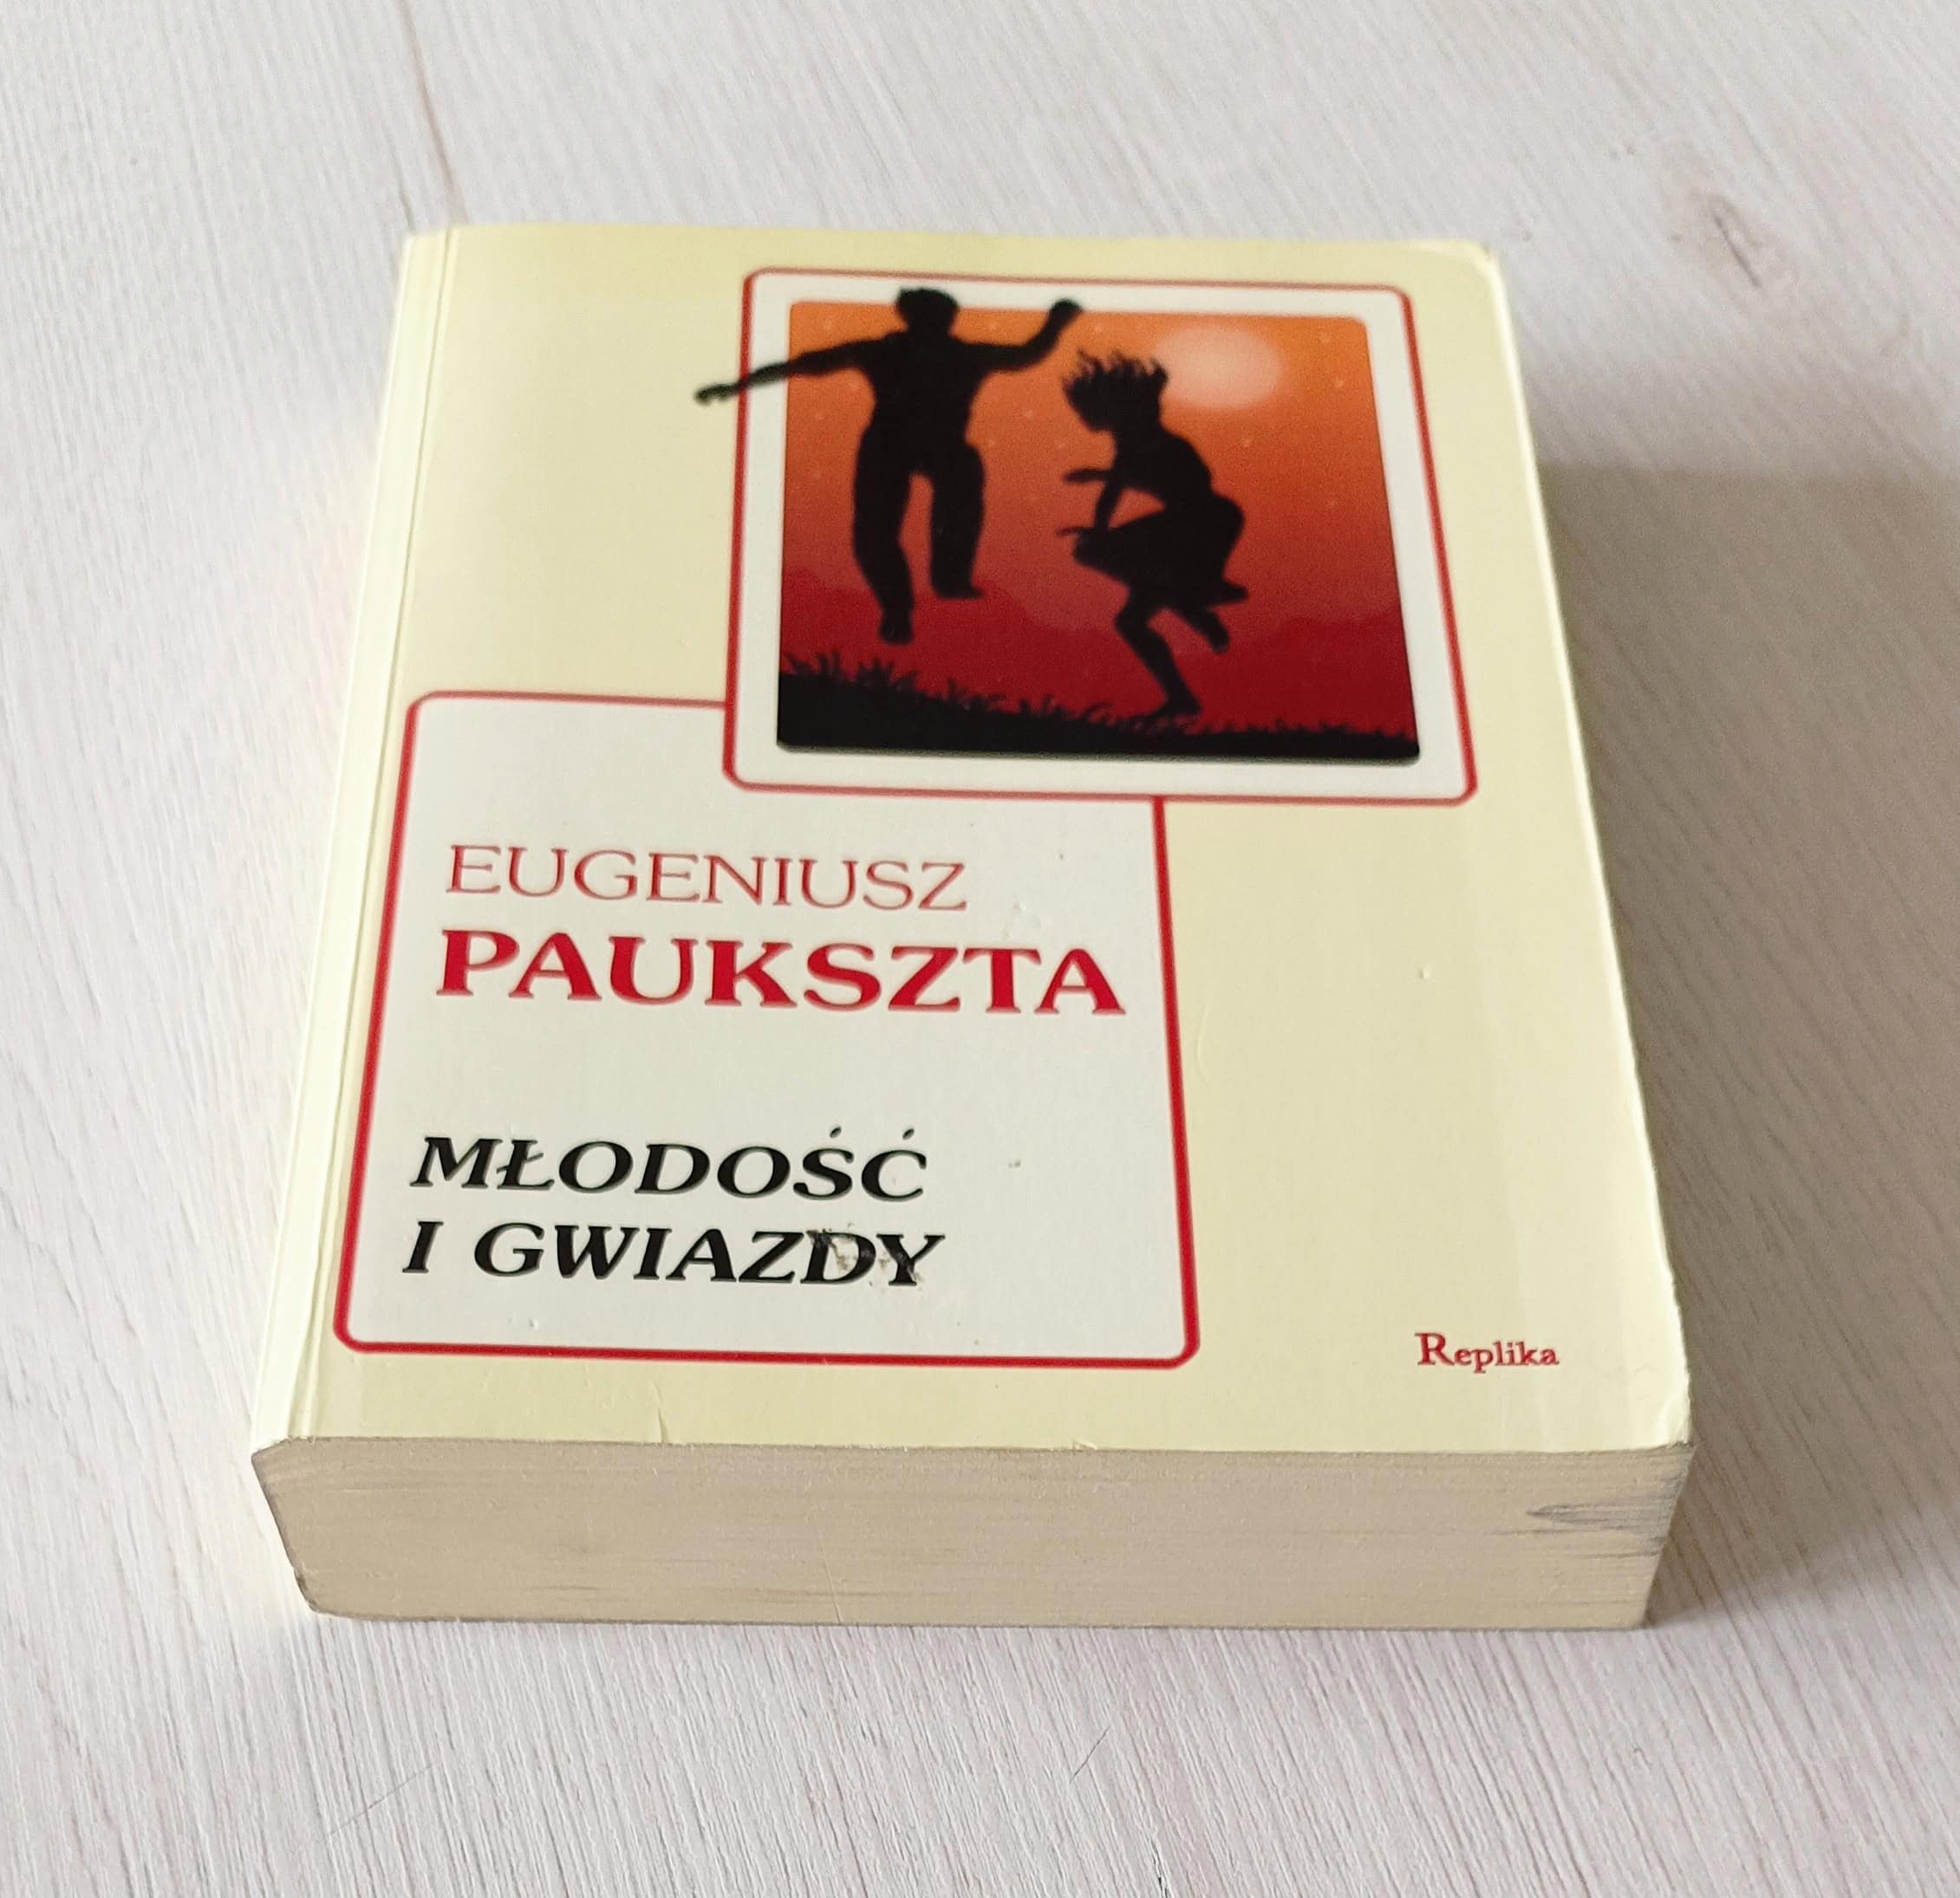 EUGENIUSZ
PAUKSZTA
MŁODOŚĆ
I GWIAZDY
Replika